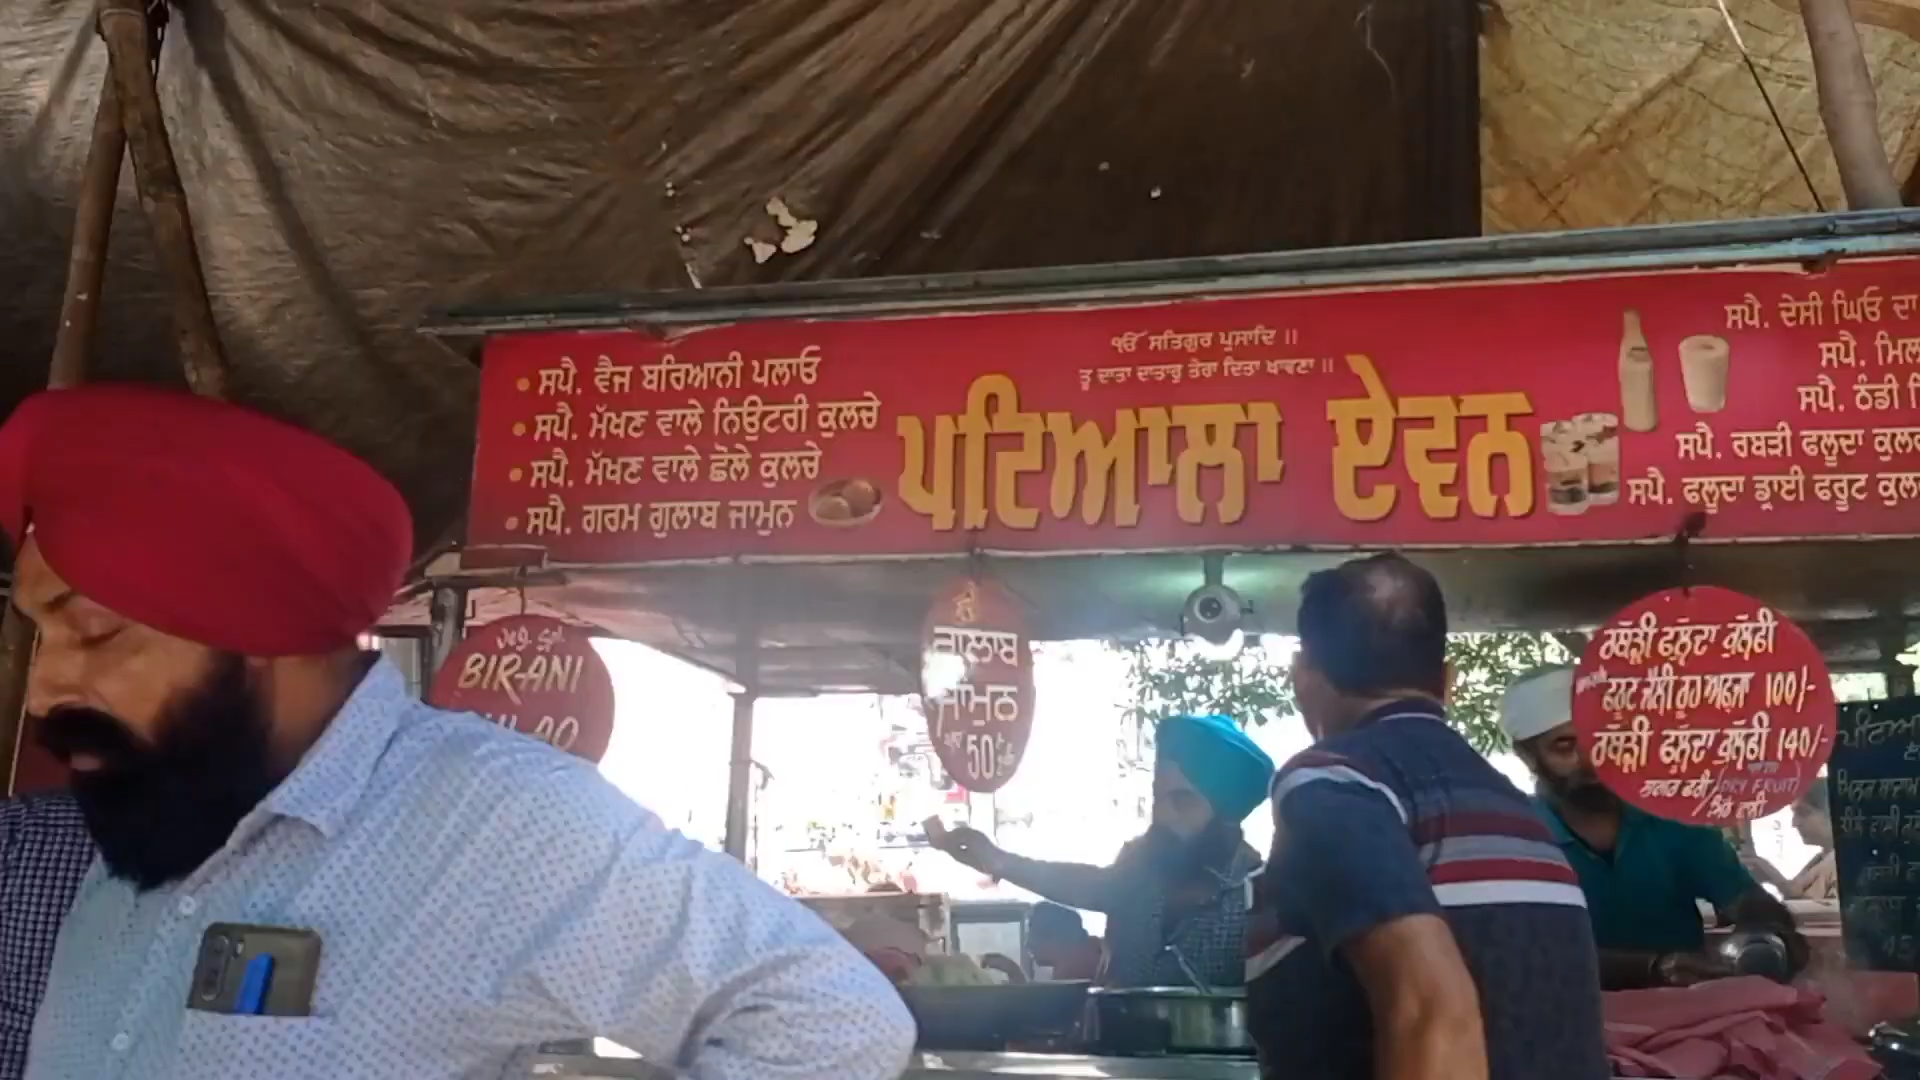 ੴ ਸਤਿਗੁਰ ਪ੍ਰਸਾਦਿ ॥
ਤੂ ਦਾਤਾ ਦਾਤਾਰੁ ਤੇਰਾ ਦਿਤਾ ਖਾਵਣਾ ॥
• ਸਪੈ. ਵੈਜ ਬਰਿਆਨੀ ਪਲਾਓ
• ਸਪੈ. ਮੱਖਣ ਵਾਲੇ ਨਿਊਟਰੀ ਕੁਲਚੇ
• ਸਪੈ. ਮੱਖਣ ਵਾਲੇ ਛੋਲੇ ਕੁਲਚੇ
• ਸਪੈ. ਗਰਮ ਗੁਲਾਬ ਜਾਮੁਨ
ਪਟਿਆਲਾ ਏਵਨ
ਸਪੈ. ਦੇਸੀ ਘਿਓ ਦਾ
ਸਪੈ. ਮਿਲ
ਸਪੈ. ਠੰਡੀ
ਸਪੈ. ਰਬੜੀ ਫਲੂਦਾ
ਸਪੈ. ਫਲੂਦਾ ਡ੍ਰਾਈ ਫਰੂਟ
BIRANI
ਜਾਮੁਨ
50
ਰਬੜੀ ਫਲੂਦਾ ਕੁਲਫੀ
ਫਰੂਟ ਜੈਲੀ ਰੂਹ ਅਫਜ਼ਾ 100/-
ਰਬੜੀ ਫਲੂਦਾ ਕੁਲਫੀ 140/-
(DRY FRUIT)